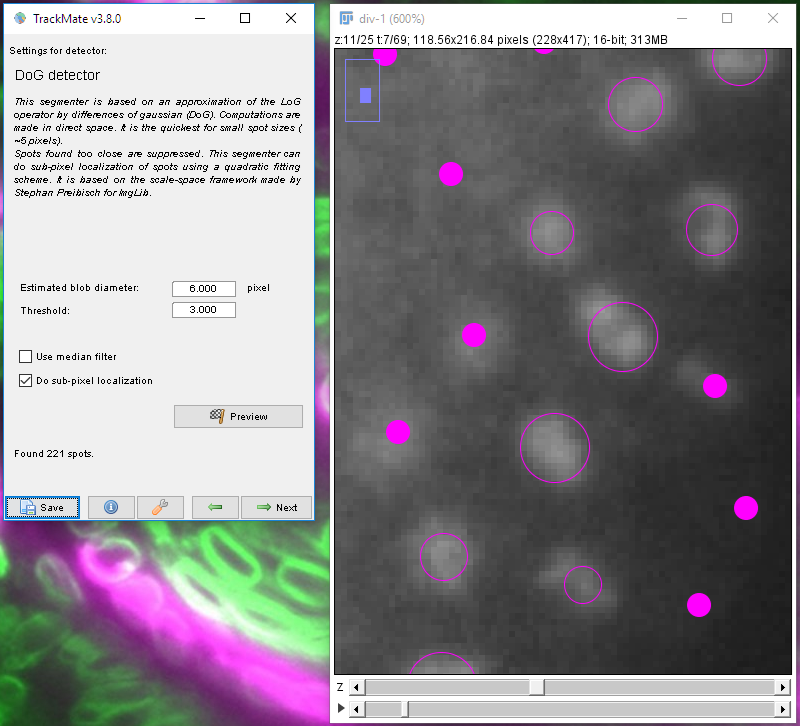 TrackMate v3.8.0
Settings for detector:
DoG detector
This segmenter is based on an approximation of the LoG
operator by differences of gaussian (DoG). Computations are
made in direct space. It is the quickest for small spot sizes (
~5 pixels).
Spots found too close are suppressed. This segmenter can
do sub-pixel localization of spots using a quadratic fitting
scheme. It is based on the scale-space framework made by
Stephan Preibisch for ImgLib.
Estimated blob diameter: 6.000 pixel
Threshold: 3.000
Use median filter
Do sub-pixel localization
Preview
Found 221 spots.
Save
Next
div-1 (600%)
z:11/25 t:7/69; 118.56x216.84 pixels (228x417); 16-bit; 313MB
Z